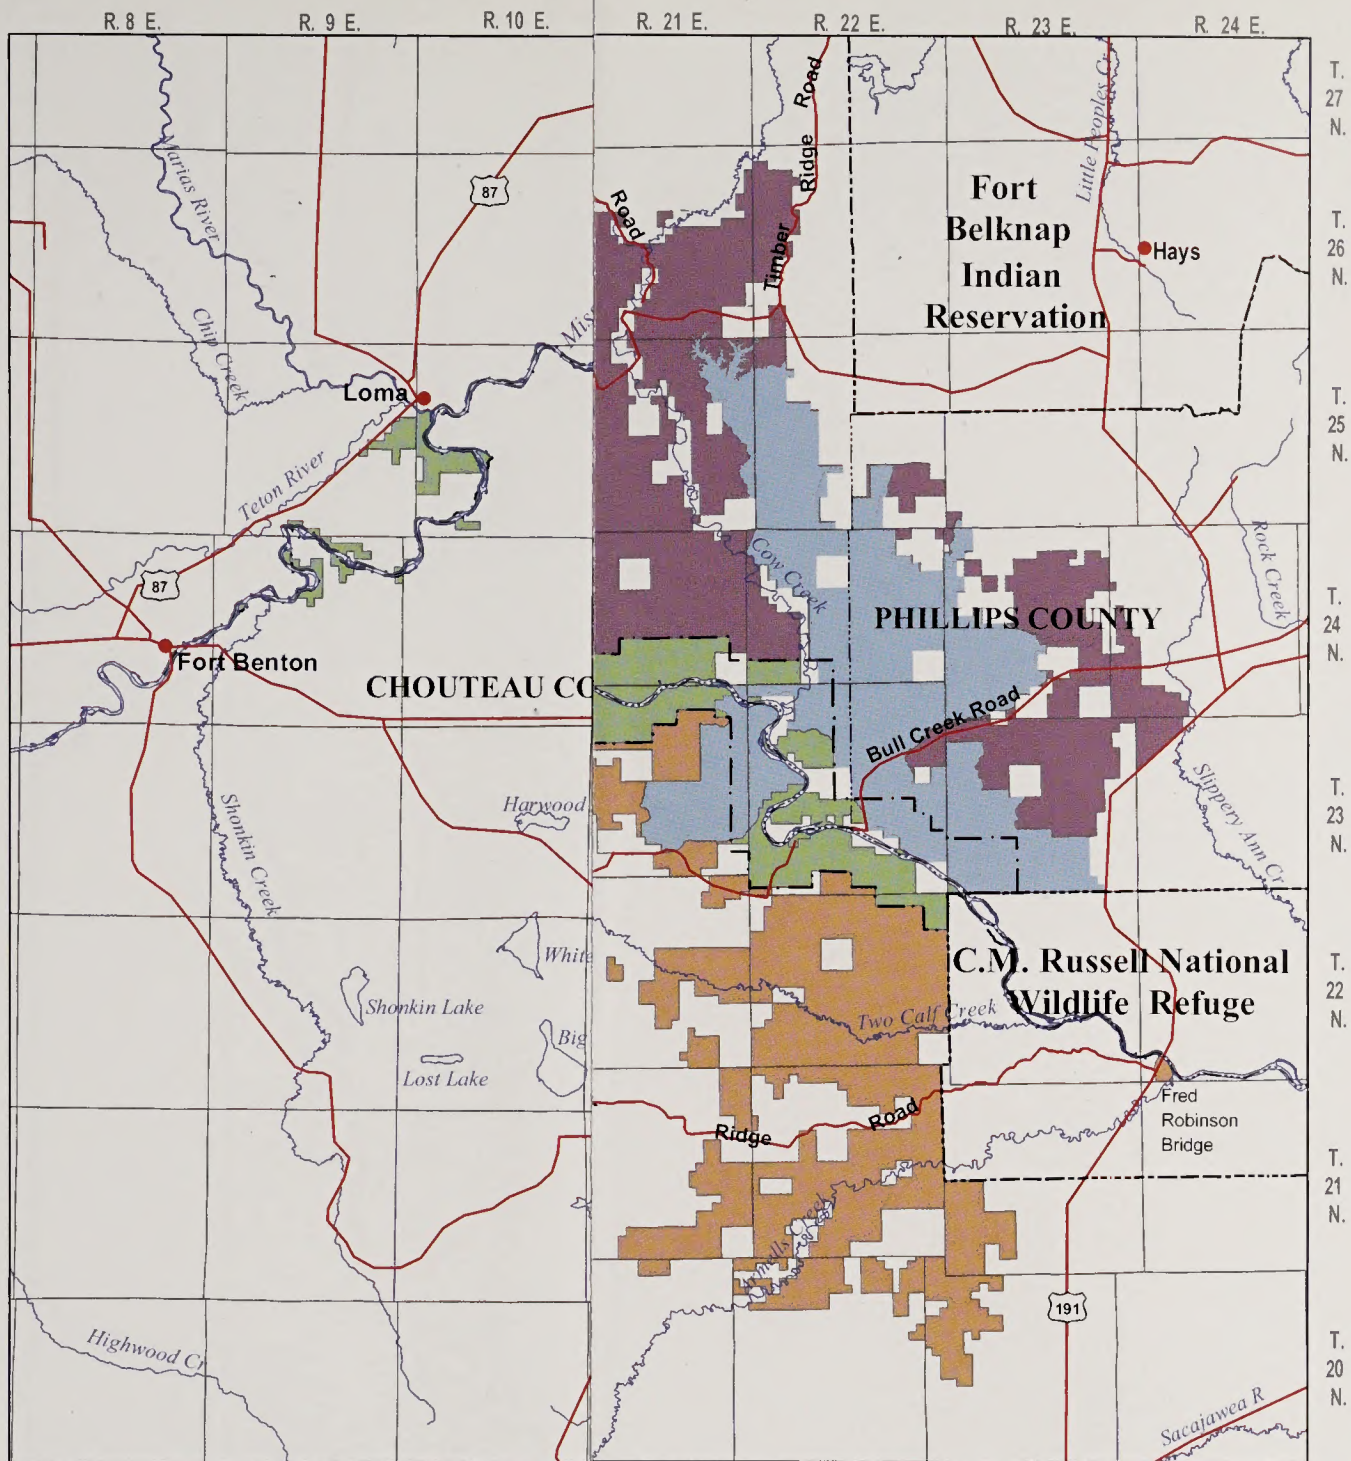 R. 8 E. R. 9 E. R. 10 E. R. 21 E. R. 22 E. R. 23 E. R. 24 E.
T.
27
N.
T.
26
N.
T.
25
N.
T.
24
N.
T.
23
N.
T.
22
N.
T.
21
N.
T.
20
N.
Marias River
87
Chip Creek
Loma
Teton River
87
Fort Benton
CHOUTEAU CO
Shonkin Creek
Harwood
White
Shonkin Lake
Big
Lost Lake
Highwood Cr
Road
Ridge Road
Timber
Little Peoples Cr
Fort
Belknap
Indian
Reservation
Hays
Rock Creek
Cow Creek
PHILLIPS COUNTY
Bull Creek Road
Slippery Ann Cr
C.M. Russell National
Wildlife Refuge
Two Calf Creek
Ridge Road
Fred
Robinson
Bridge
Armells Creek
191
Sacajawea R